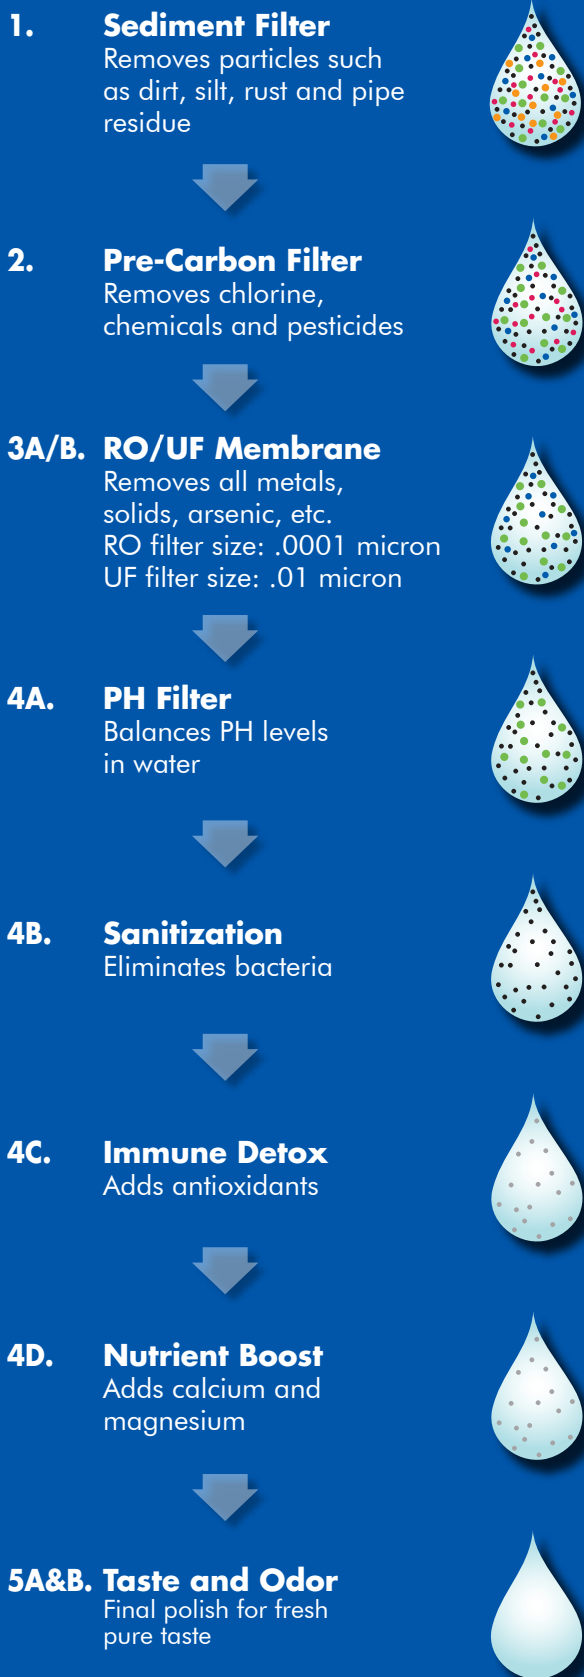 1. Sediment Filter
Removes particles such
as dirt, silt, rust and pipe
residue
2. Pre-Carbon Filter
Removes chlorine,
chemicals and pesticides
3A/B. RO/UF Membrane
Removes all metals,
solids, arsenic, etc.
RO filter size: .0001 micron
UF filter size: .01 micron
4A. PH Filter
Balances PH levels
in water
4B. Sanitization
Eliminates bacteria
4C. Immune Detox
Adds antioxidants
4D. Nutrient Boost
Adds calcium and
magnesium
5A&B. Taste and Odor
Final polish for fresh
pure taste